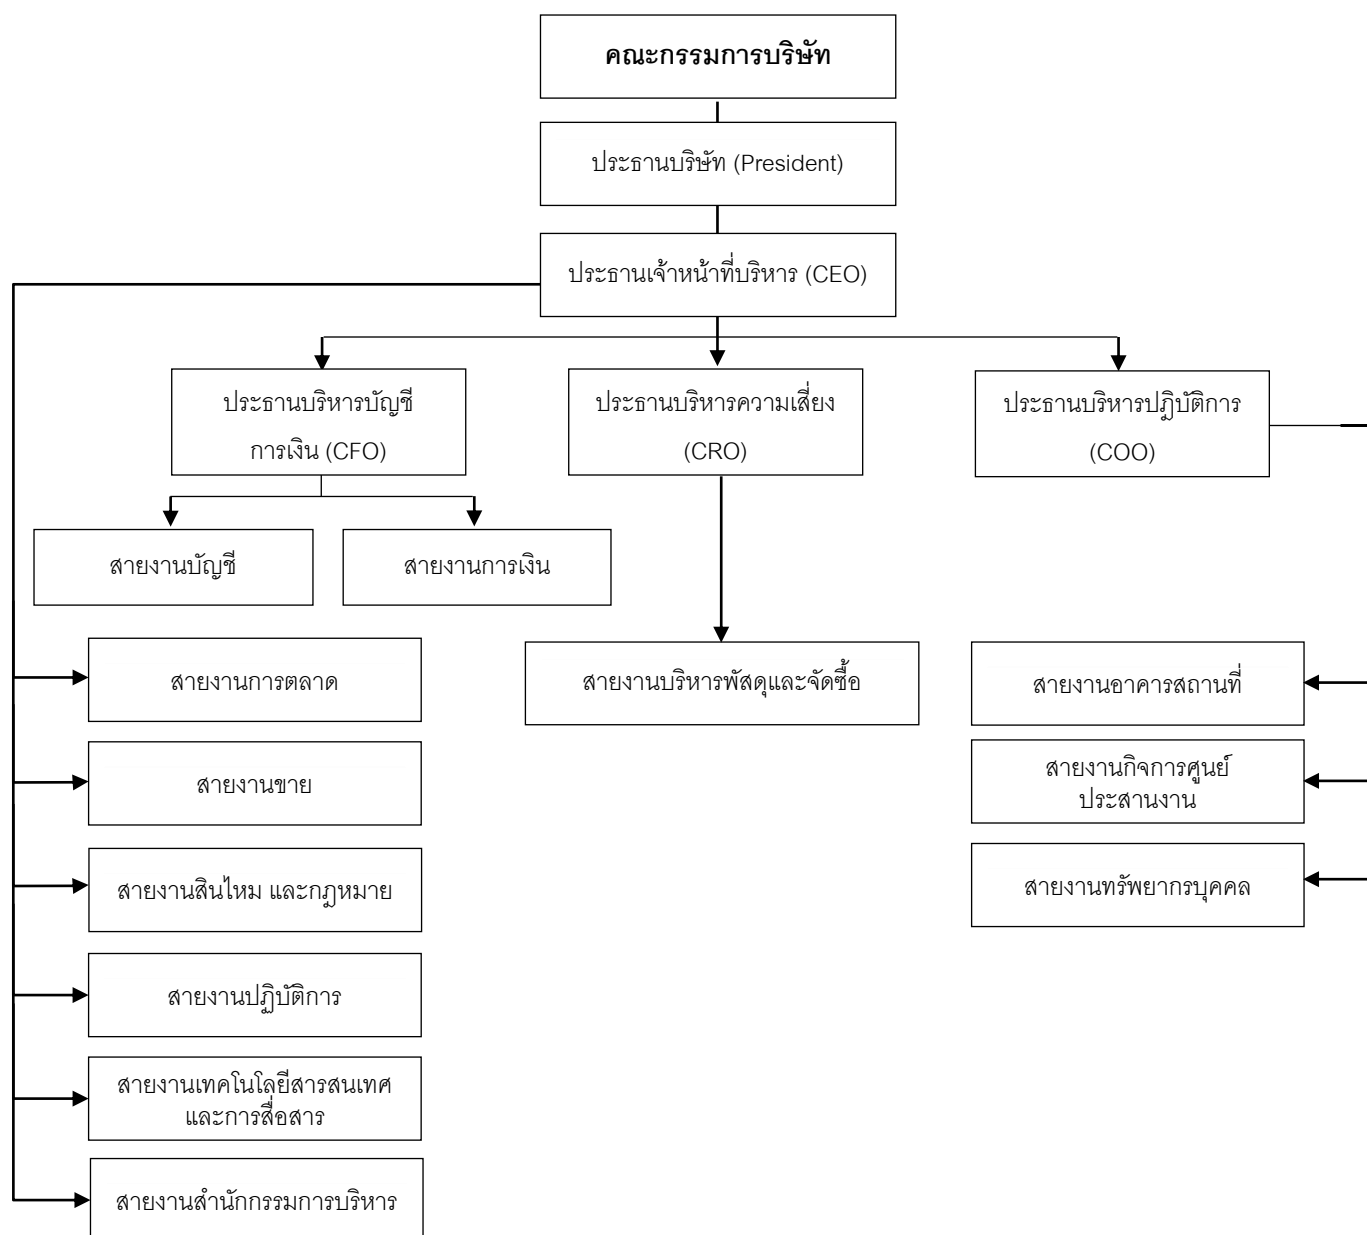 คณะกรรมการบริษัท
ประธานบริษัท (President)
ประธานเจ้าหน้าที่บริหาร (CEO)
ประธานบริหารบัญชี
การเงิน (CFO)
ประธานบริหารความเสี่ยง
(CRO)
ประธานบริหารปฏิบัติการ
(COO)
สายงานบัญชี
สายงานการเงิน
สายงานการตลาด
สายงานบริหารพัสดุและจัดซื้อ
สายงานอาคารสถานที่
สายงานขาย
สายงานกิจการศูนย์
ประสานงาน
สายงานสินไหม และกฎหมาย
สายงานทรัพยากรบุคคล
สายงานปฏิบัติการ
สายงานเทคโนโลยีสารสนเทศ
และการสื่อสาร
สายงานสำนักกรรมการบริหาร